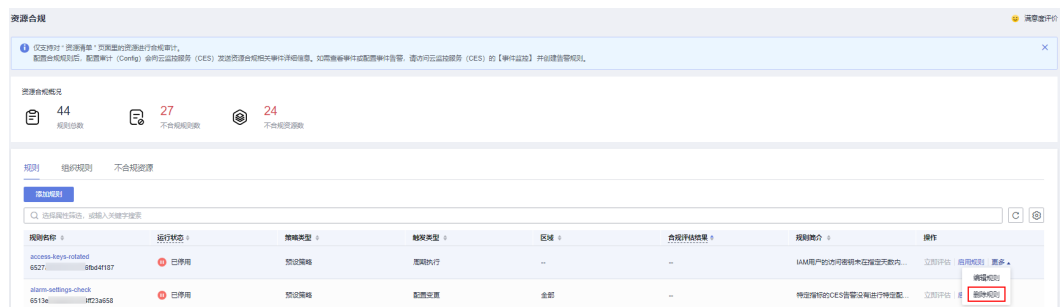 资源合规
满意度评价
仅支持对“资源清单”页面里的资源进行合规审计。
配置合规规则后，配置审计（Config）会向云监控服务（CES）发送资源合规相关事件详细信息。如需查看事件或配置事件告警，请访问云监控服务（CES）的【事件监控】并创建告警规则。
资源合规概况
44 27 24
规则总数 不合规规则数 不合规资源数
规则 组织规则 不合规资源
添加规则
选择属性筛选，或输入关键字搜索
规则名称 运行状态 策略类型 触发类型 区域 合规评估结果 规则简介 操作
access-keys-rotated
6527 6fbd4f187
已停用 预设策略 周期执行 -- -- IAM用户的访问密钥未在指定天数内... 立即评估 启用规则 更多
编辑规则
alarm-settings-check
6513e 4ff23a658
已停用 预设策略 配置变更 全部 -- 特定指标的CES告警没有进行特定配... 立即评估
删除规则